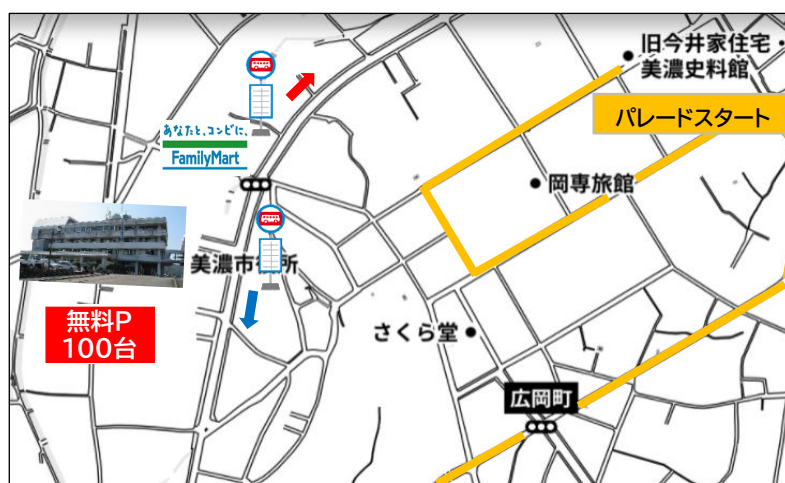 旧今井家住宅・
美濃史料館
パレードスタート
あなたと、コンビに、
FamilyMart
岡専旅館
美濃市役所
無料P
100台
さくら堂
広岡町